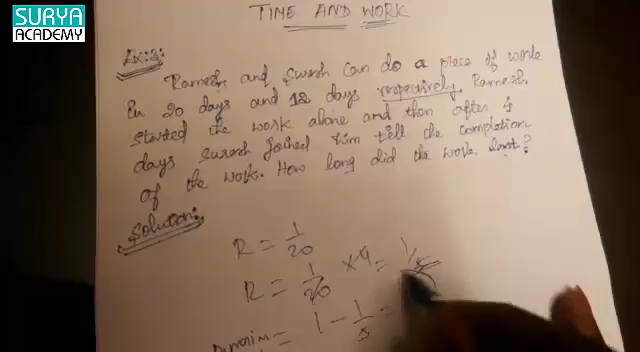 SURYA
ACADEMY
TIME AND WORK
Ex:3:
Ramesh and Suresh can do a piece of work
in 20 days and 12 days respectively. Ramesh
started the work alone and then after 4
days Suresh joined him till the completion
of the work. How long did the work last?
Solution:
R = 1/20
R = 1/20 × 4 = 1/5
= 1 - 1/5 =